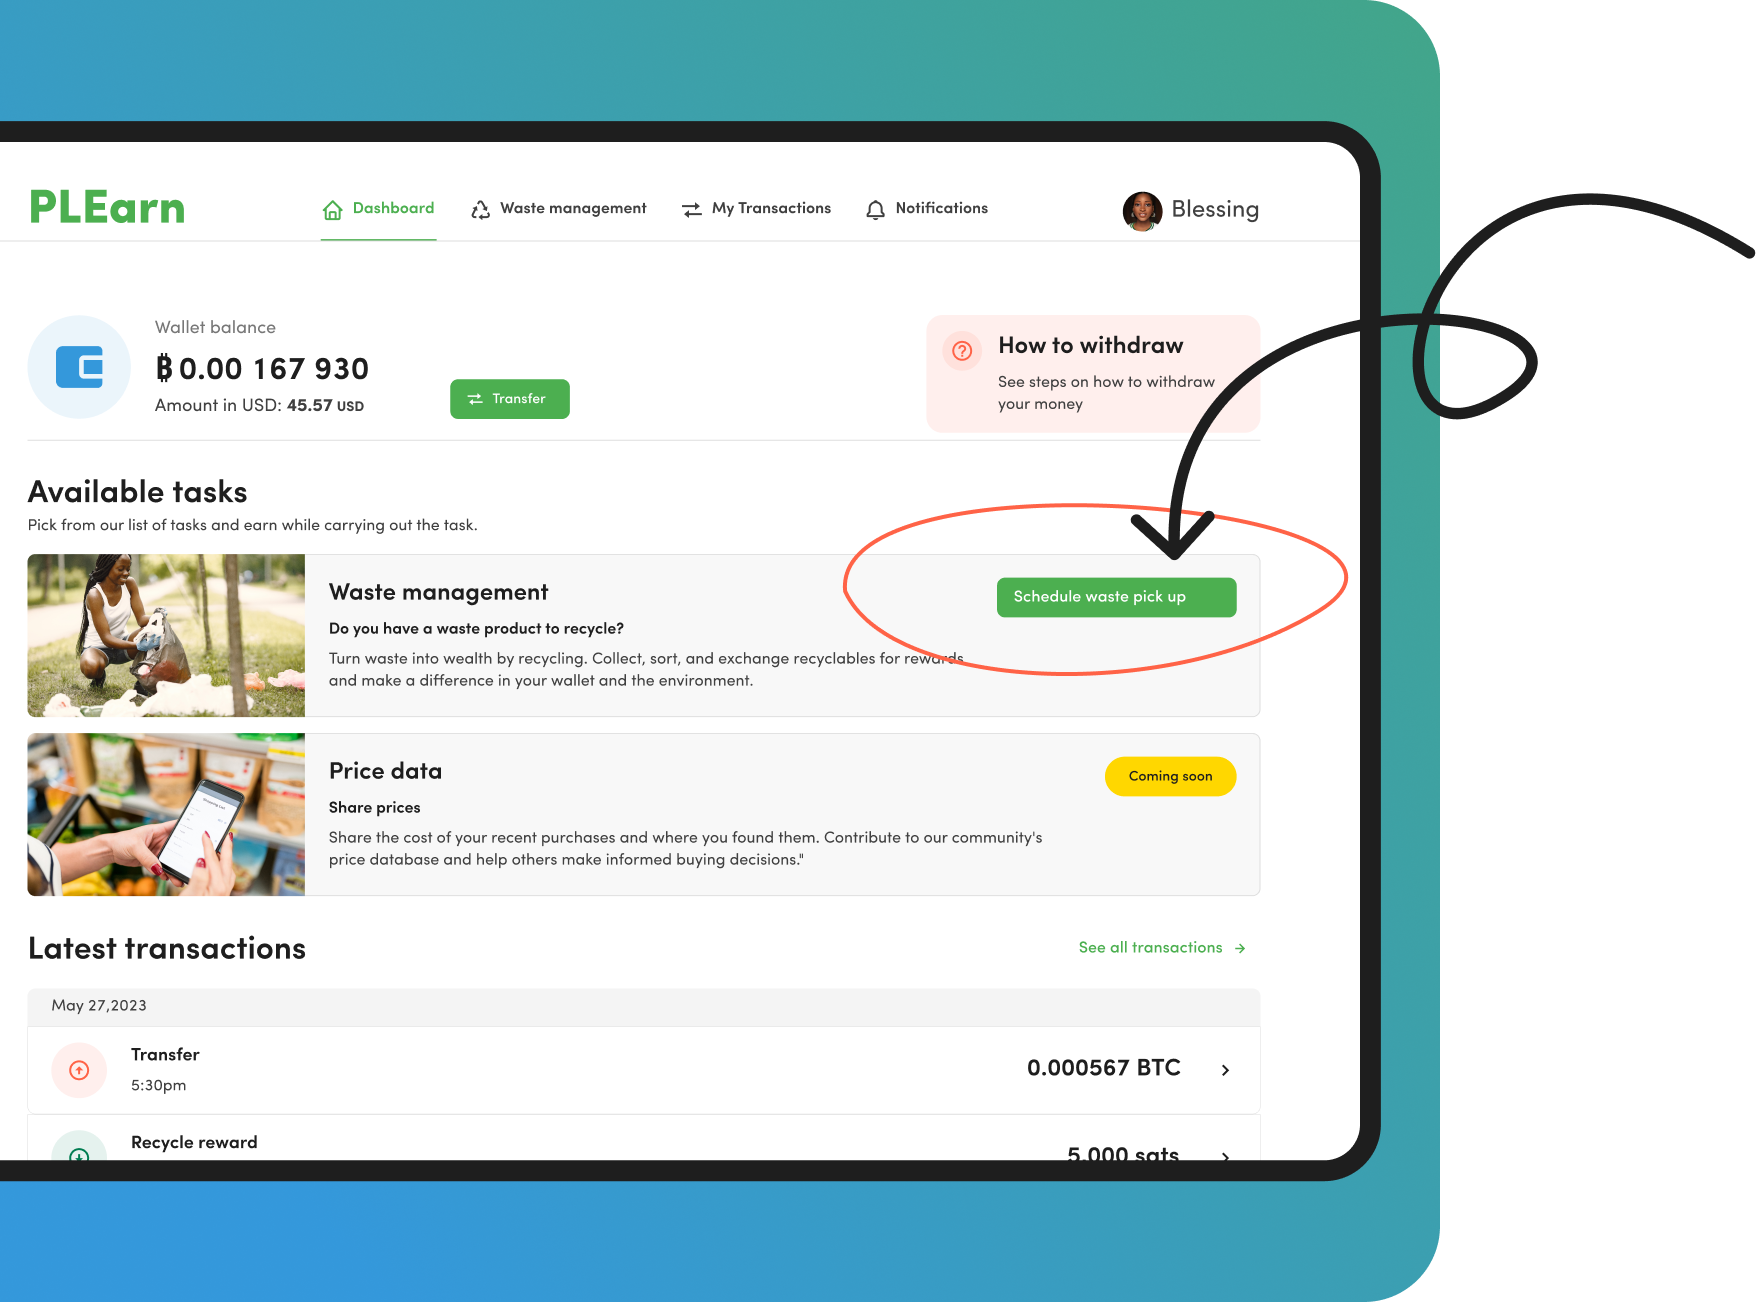 PLEarn
Dashboard
Waste management
My Transactions
Notifications
Blessing
Wallet balance
₿ 0.00 167 930
Amount in USD: 45.57 USD
Transfer
How to withdraw
See steps on how to withdraw
your money
Available tasks
Pick from our list of tasks and earn while carrying out the task.
Waste management
Do you have a waste product to recycle?
Turn waste into wealth by recycling. Collect, sort, and exchange recyclables for rewards
and make a difference in your wallet and the environment.
Schedule waste pick up
Price data
Share prices
Share the cost of your recent purchases and where you found them. Contribute to our community's
price database and help others make informed buying decisions."
Coming soon
Latest transactions
See all transactions
May 27,2023
Transfer
5:30pm
0.000567 BTC
Recycle reward
5.000 sats